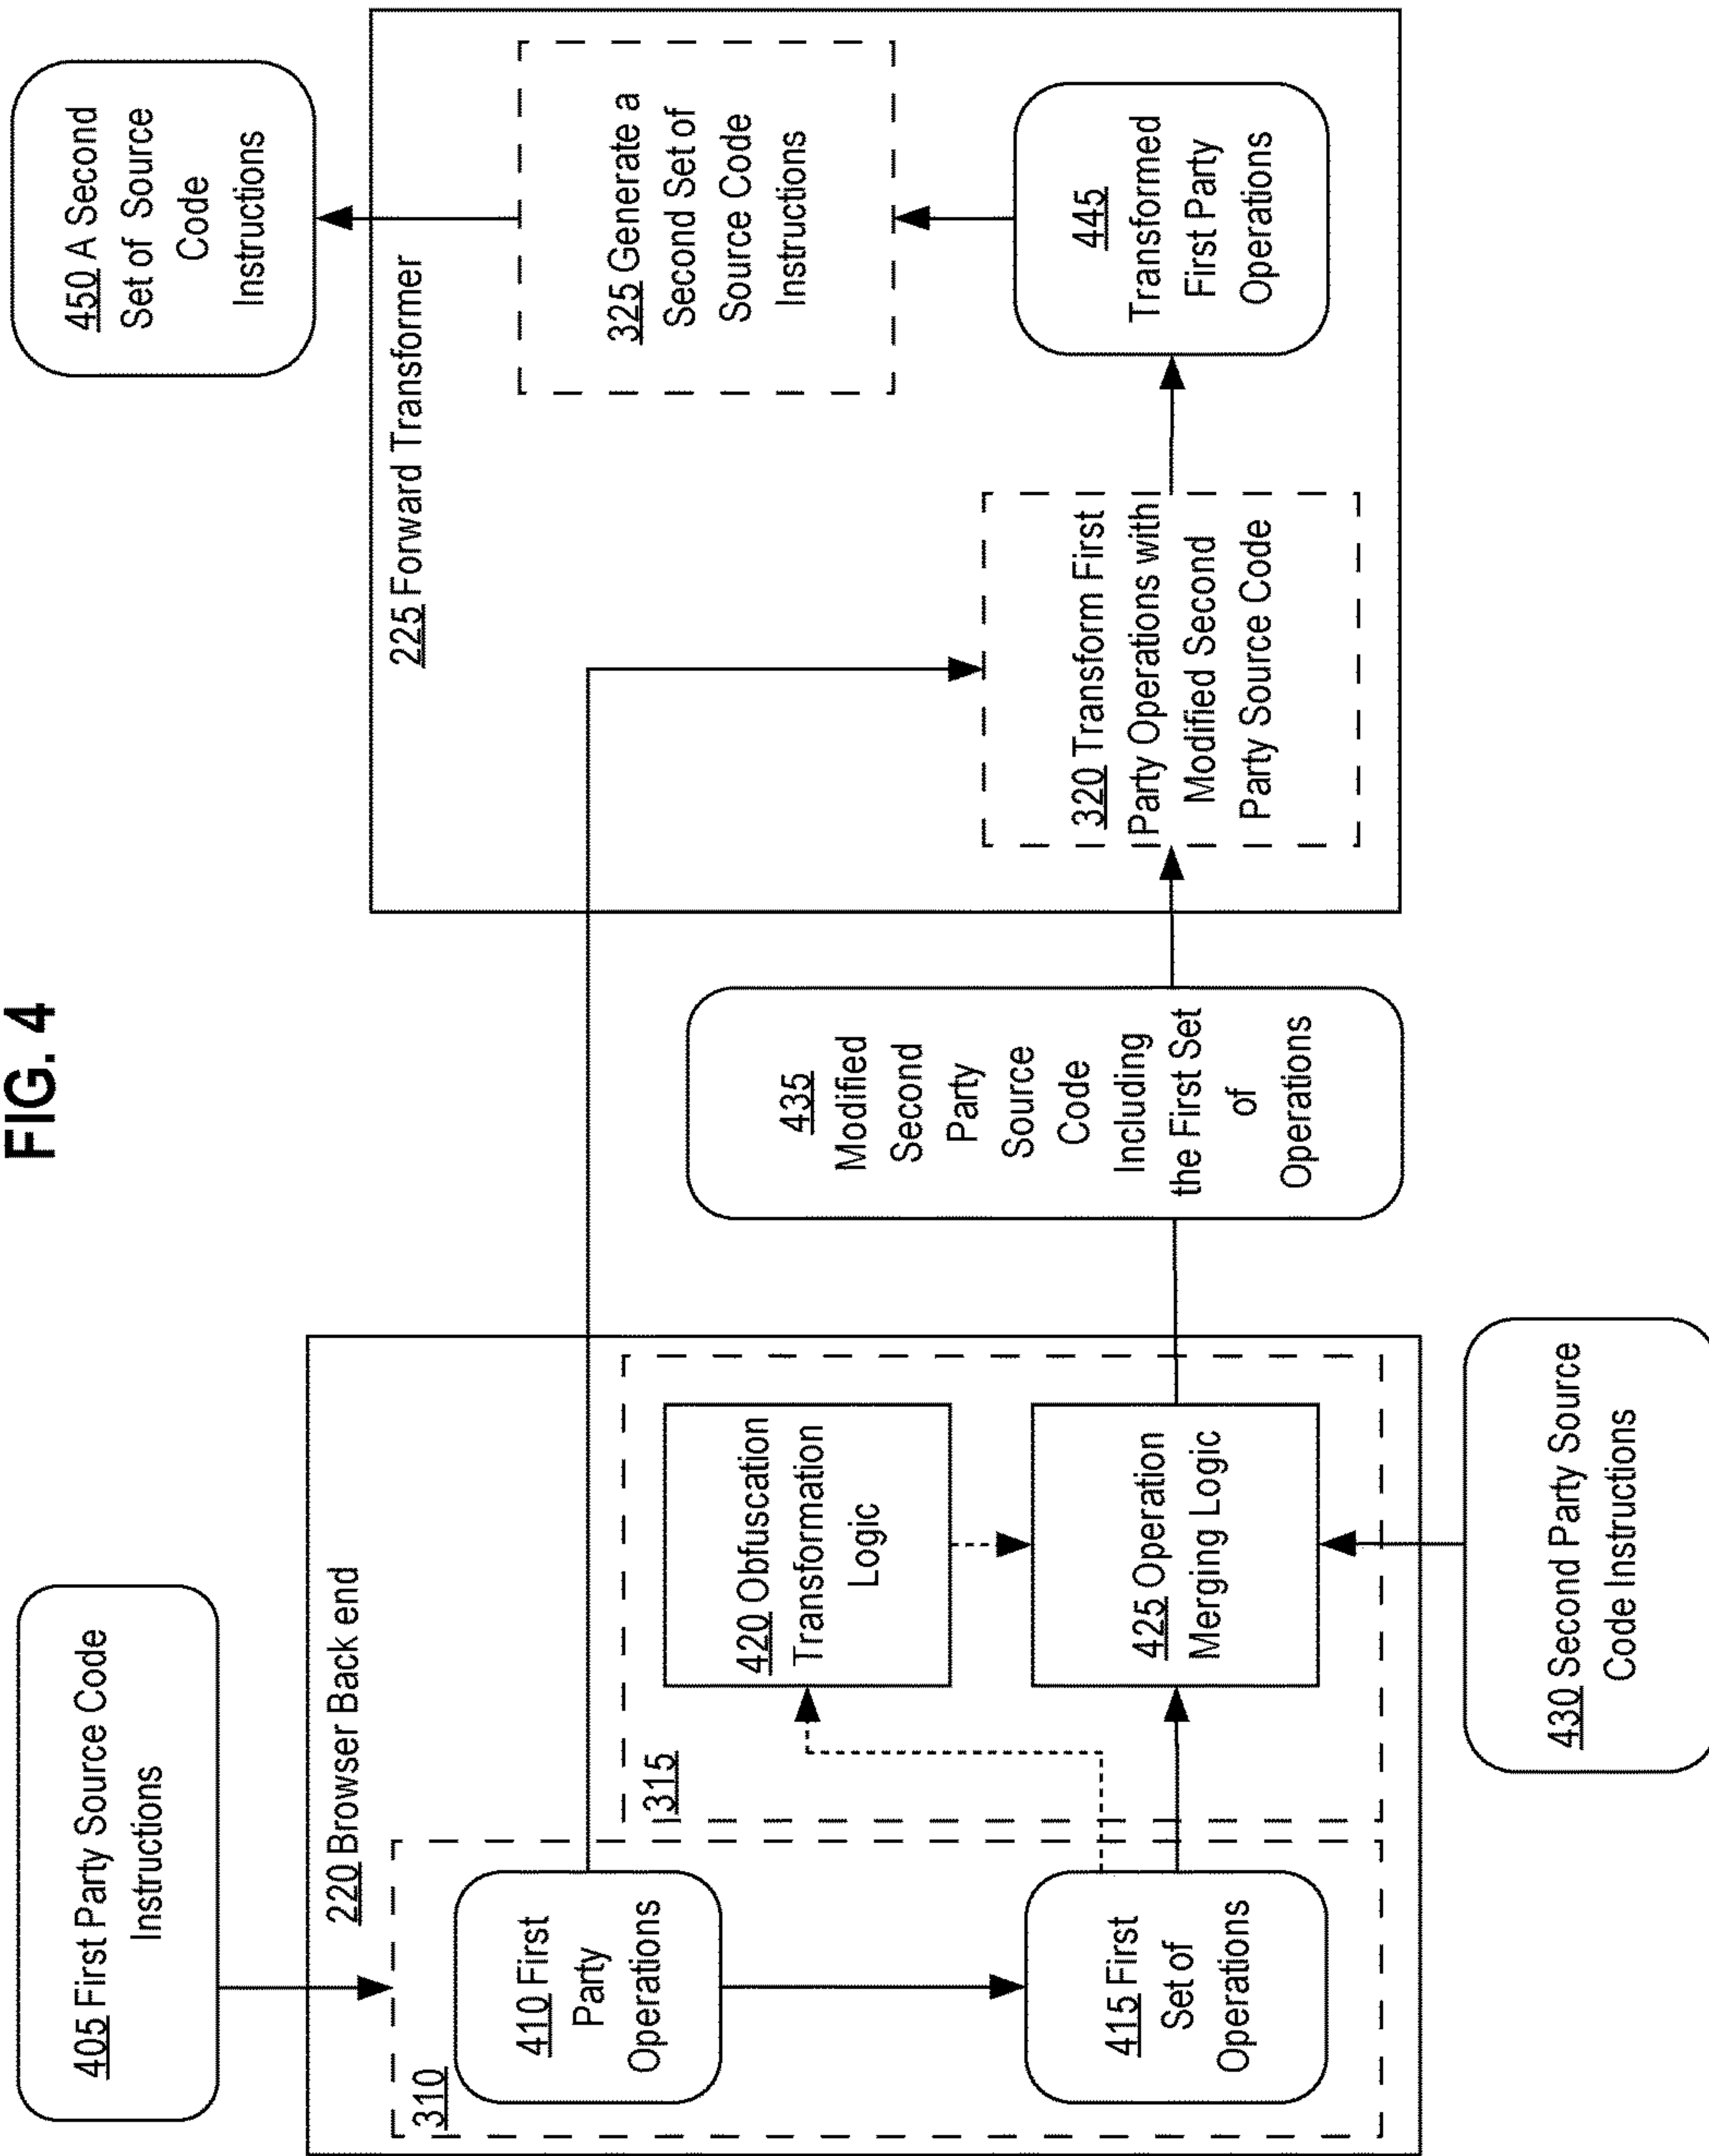 FIG. 4
405 First Party Source Code
Instructions
220 Browser Back end
310
410 First
Party
Operations
415 First
Set of
Operations
315
420 Obfuscation
Transformation
Logic
425 Operation
Merging Logic
430 Second Party Source
Code Instructions
435
Modified
Second
Party
Source
Code
Including
the First Set
of
Operations
225 Forward Transformer
320 Transform First
Party Operations with
Modified Second
Party Source Code
445
Transformed
First Party
Operations
325 Generate a
Second Set of
Source Code
Instructions
450 A Second
Set of Source
Code
Instructions